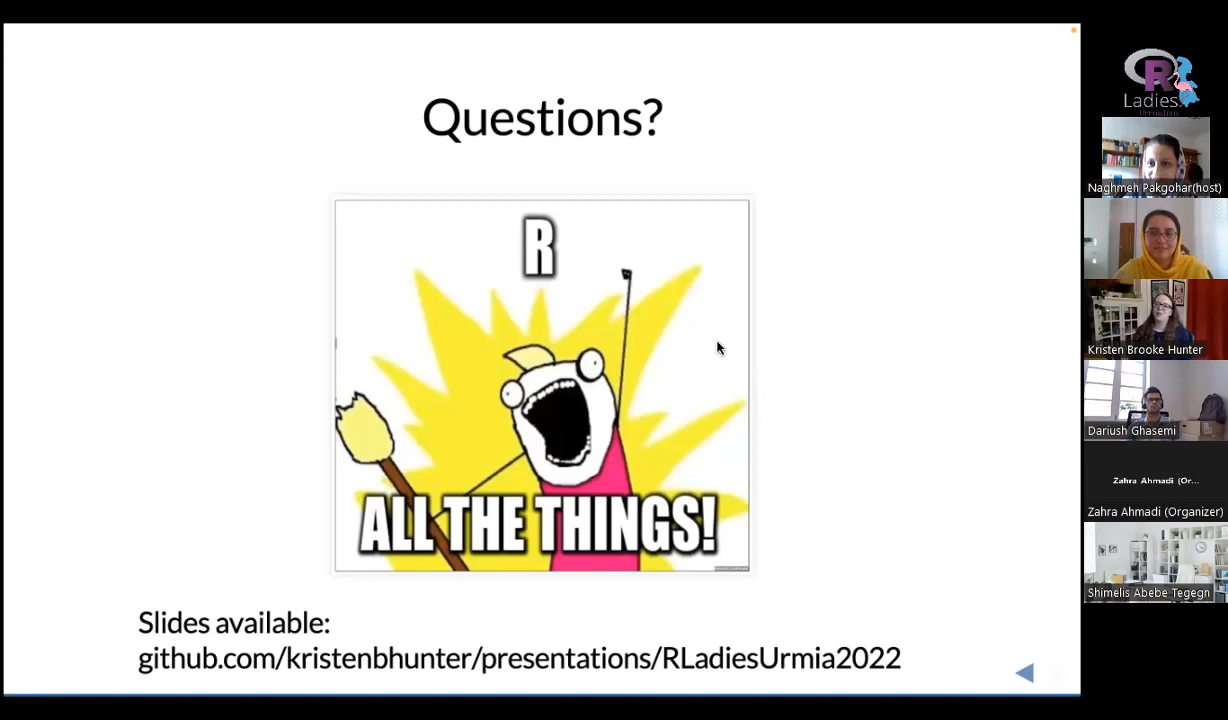 Questions?
R
ALL THE THINGS!
Slides available:
github.com/kristenbhunter/presentations/RLadiesUrmia2022
R
Ladies
Naghmeh Pakgohar(host)
Kristen Brooke Hunter
Dariush Ghasemi
Zahra Ahmadi (Or...
Zahra Ahmadi (Organizer)
Shimelis Abebe Tegegn